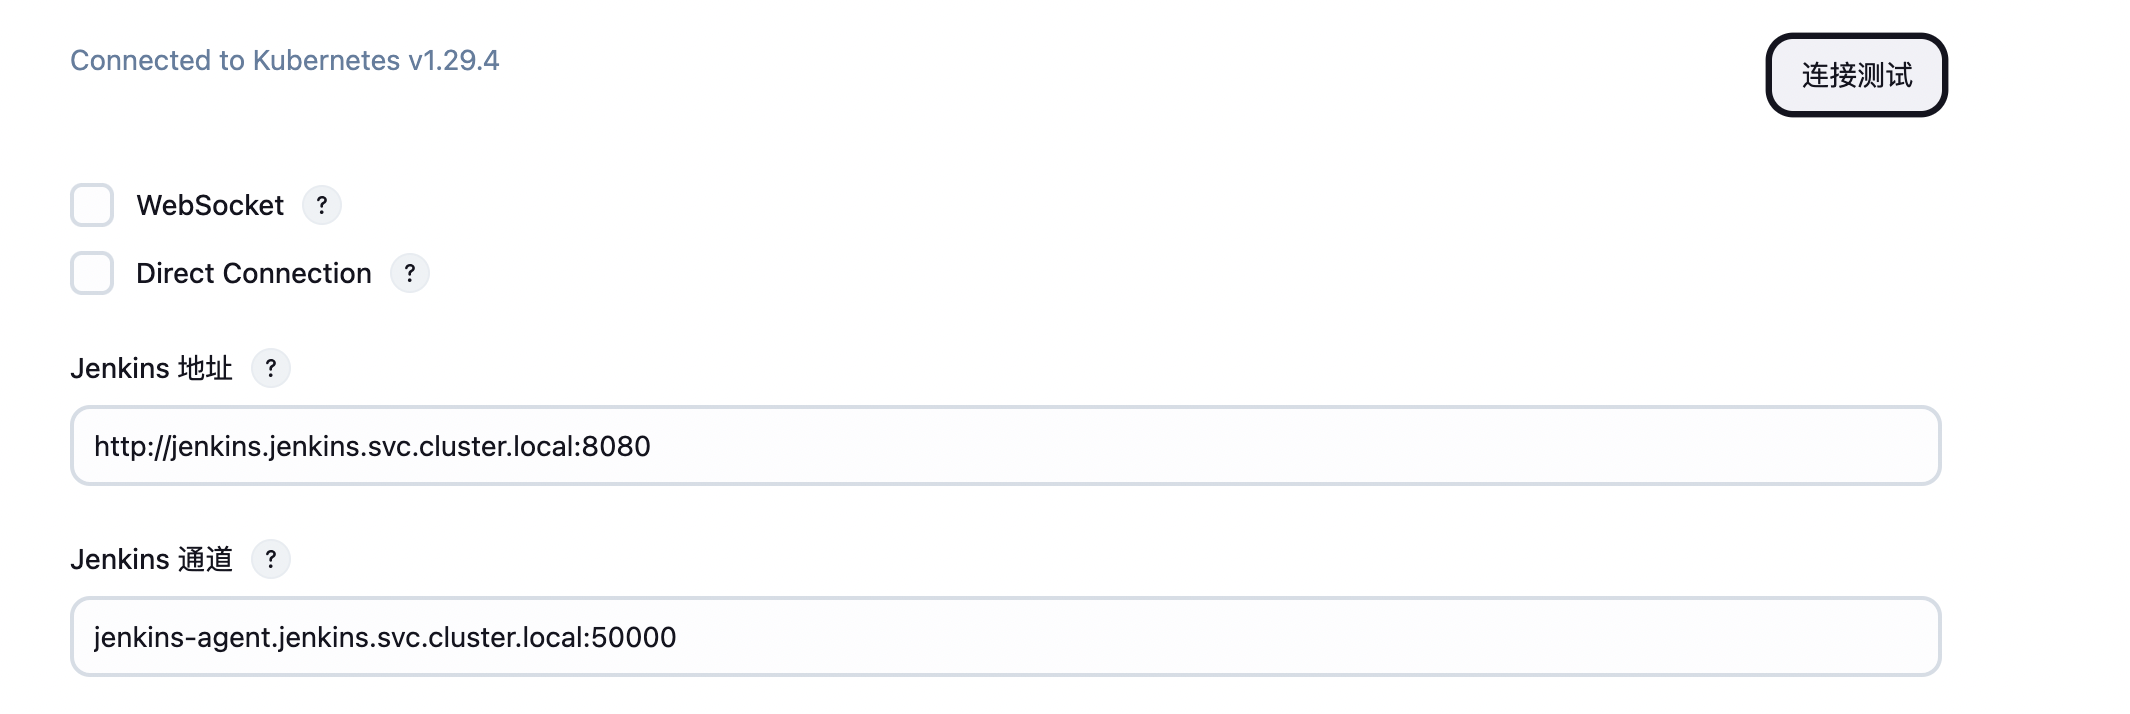 Connected to Kubernetes v1.29.4
连接测试
WebSocket ?
Direct Connection ?
Jenkins 地址 ?
http://jenkins.jenkins.svc.cluster.local:8080
Jenkins 通道 ?
jenkins-agent.jenkins.svc.cluster.local:50000